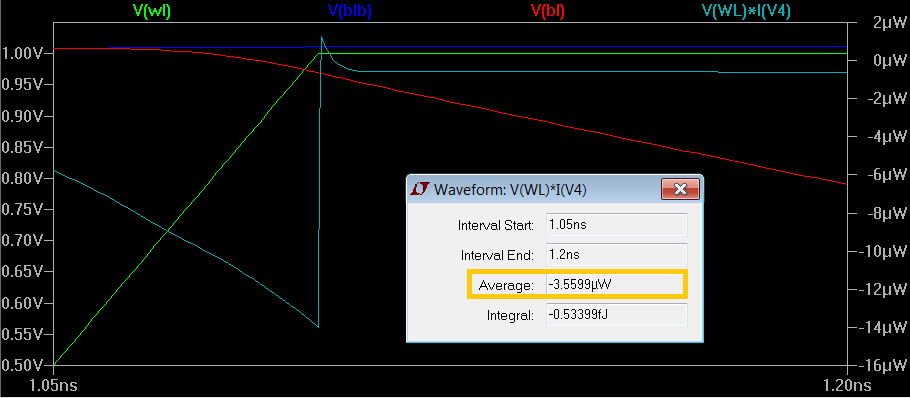 V(wl) V(blb) V(bl) V(WL)*I(V4)
2µW
1.00V 0µW
0.95V -2µW
0.90V
0.85V -4µW
0.80V -6µW
0.75V -8µW
0.70V
0.65V -10µW
0.60V -12µW
0.55V -14µW
0.50V -16µW
1.05ns 1.20ns
Waveform: V(WL)*I(V4)
Interval Start: 1.05ns
Interval End: 1.2ns
Average: -3.5599µW
Integral: -0.53399fJ